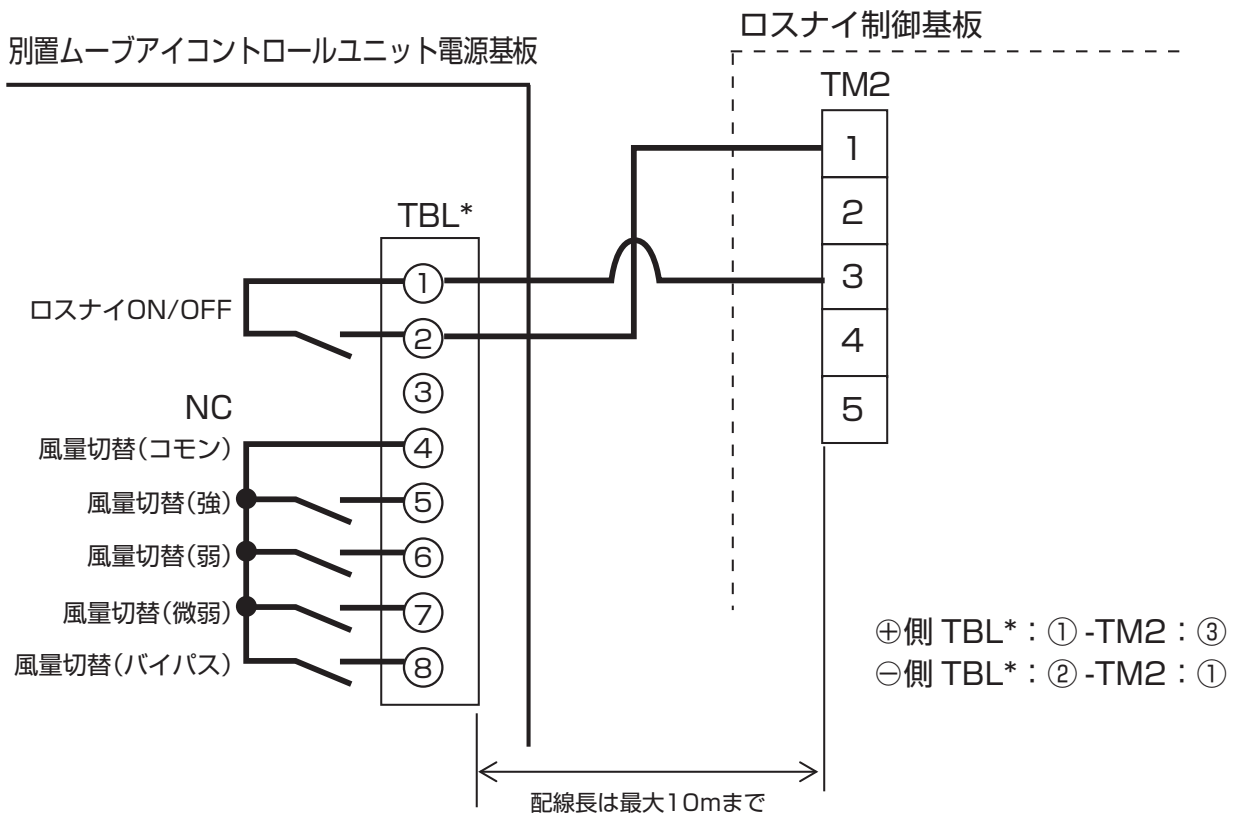 ロスナイ制御基板
別置ムーブアイコントロールユニット電源基板
TM2
1
2
3
4
5
TBL*
ロスナイON/OFF
①
②
③
NC
風量切替(コモン)
④
風量切替(強)
⑤
風量切替(弱)
⑥
風量切替(微弱)
⑦
風量切替(バイパス)
⑧
⊕側 TBL*：①-TM2：③
⊖側 TBL*：②-TM2：①
配線長は最大10mまで